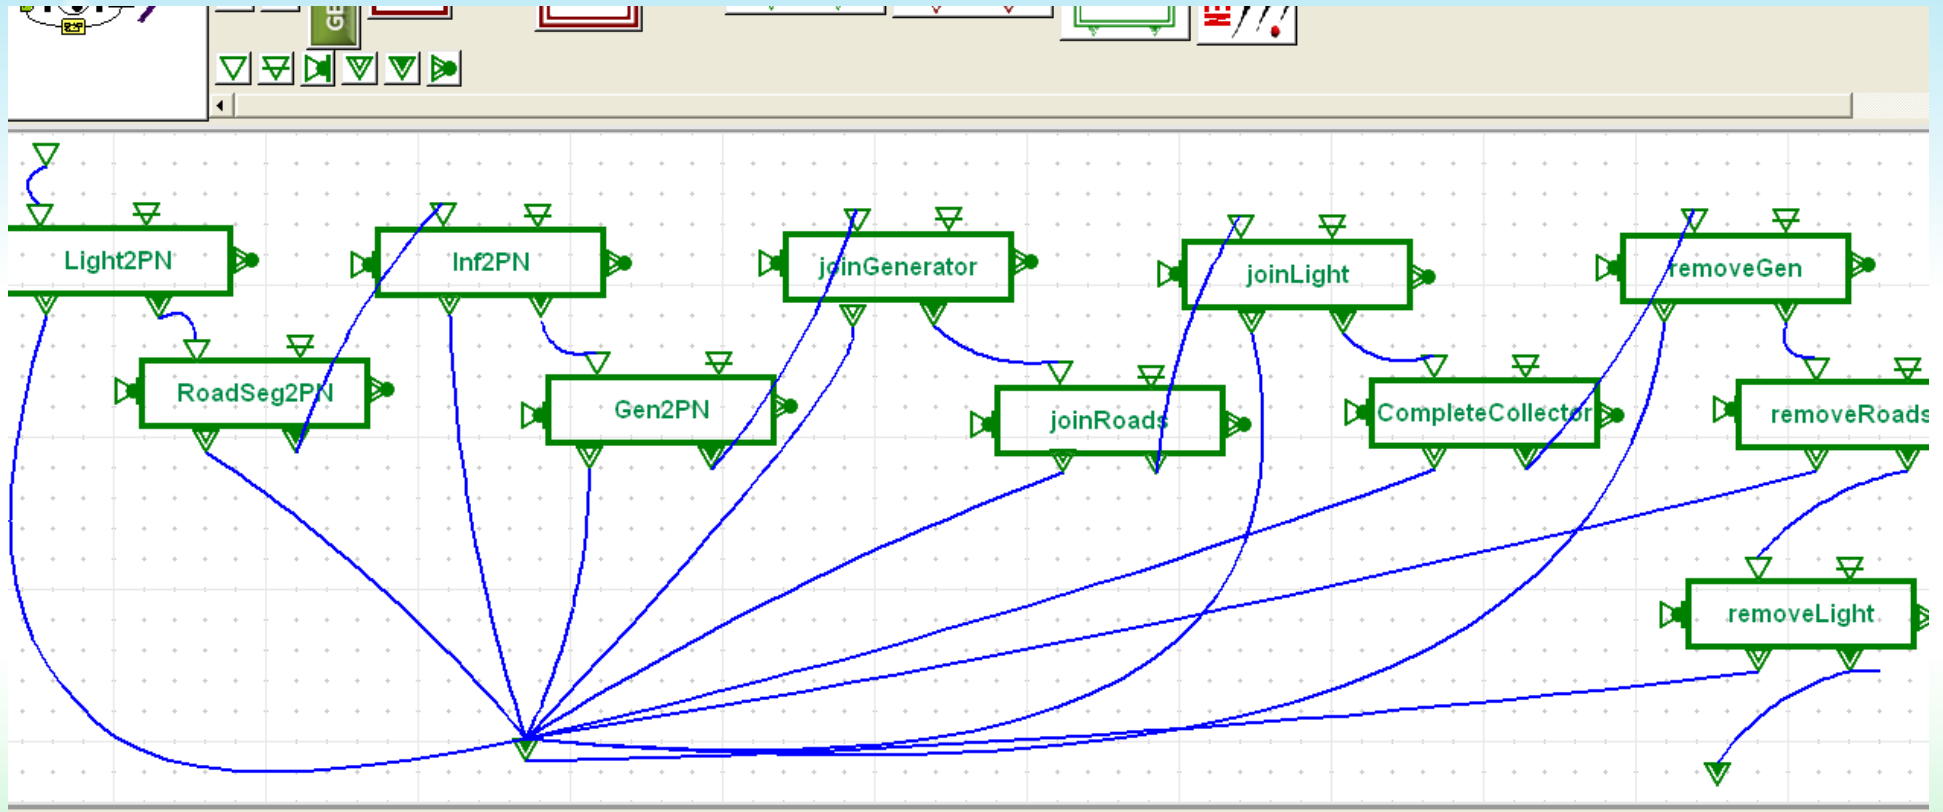 Light2PN
Inf2PN
joinGenerator
joinLight
removeGen
RoadSeg2PN
Gen2PN
joinRoads
CompleteCollector
removeRoads
removeLight